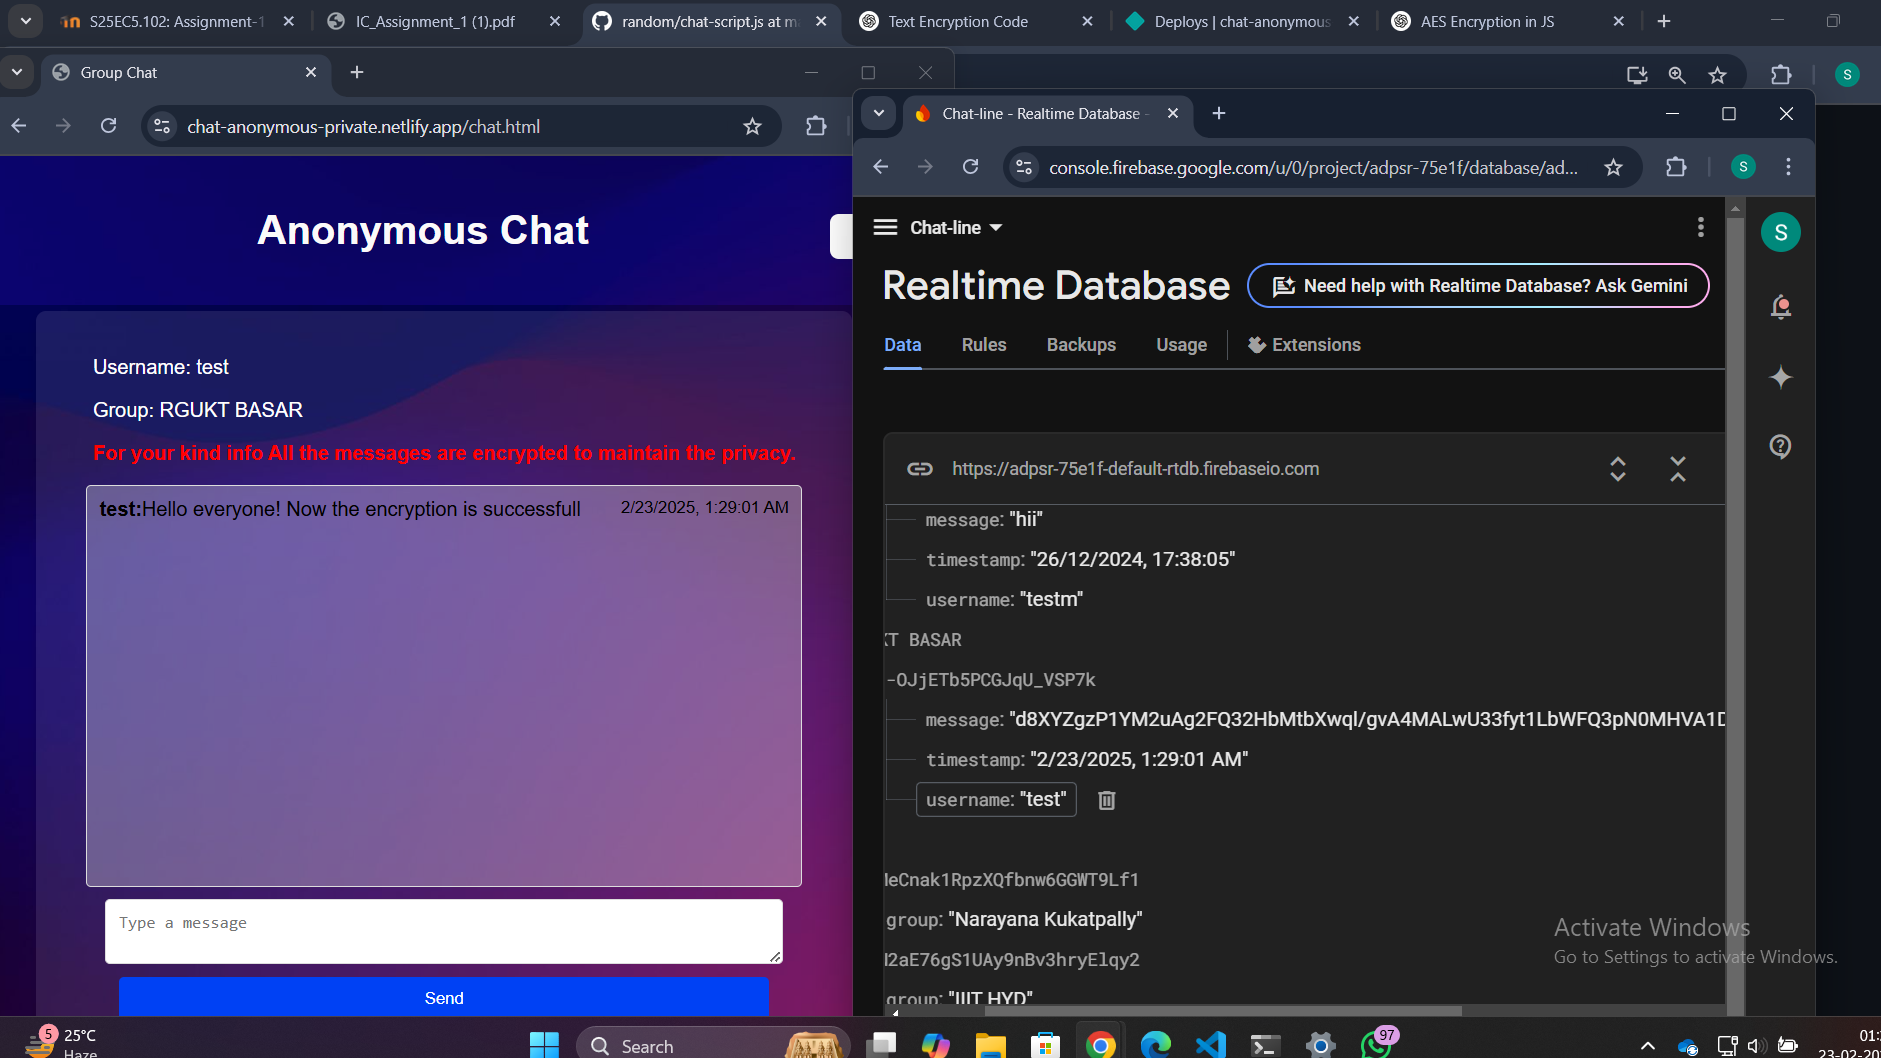 S25EC5.102: Assignment-1
IC_Assignment_1 (1).pdf
random/chat-script.js at ma
Text Encryption Code
Deploys | chat-anonymous
AES Encryption in JS
Group Chat
S
chat-anonymous-private.netlify.app/chat.html
Chat-line - Realtime Database -
console.firebase.google.com/u/0/project/adpsr-75e1f/database/ad...
S
Anonymous Chat
Username: test
Group: RGUKT BASAR
For your kind info All the messages are encrypted to maintain the privacy.
test:Hello everyone! Now the encryption is successfull 2/23/2025, 1:29:01 AM
Type a message
Send
Chat-line
S
Realtime Database
Need help with Realtime Database? Ask Gemini
Data Rules Backups Usage Extensions
https://adpsr-75e1f-default-rtdb.firebaseio.com
message: "hii"
timestamp: "26/12/2024, 17:38:05"
username: "testm"
KT BASAR
-OJjETb5PCGJqU_VSP7k
message: "d8XYZgzP1YM2uAg2FQ32HbMtbXwql/gvA4MALwU33fyt1LbWFQ3pN0MHVA1D
timestamp: "2/23/2025, 1:29:01 AM"
username: "test"
MeCnak1RpzXQfbnw6GGWT9Lf1
group: "Narayana Kukatpally"
2aE76gS1UAy9nBv3hryElqy2
group: "IIIT HYD"
Activate Windows
Go to Settings to activate Windows.
5
25°C
Haze
Search
97
01:
23-02-20